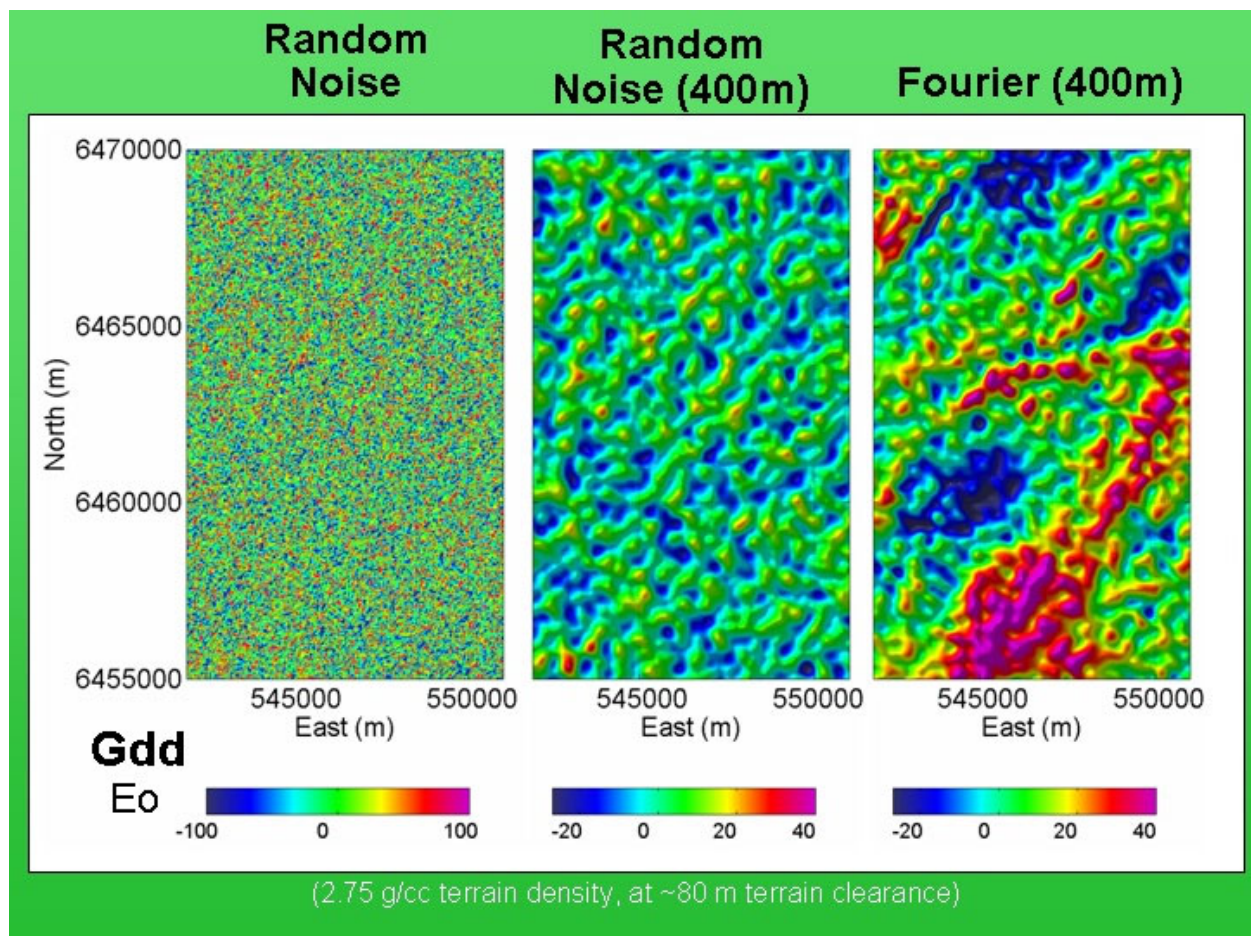 Random
Noise
Random
Noise (400m)
Fourier (400m)
6470000
6465000
6460000
6455000
North (m)
545000 550000
East (m)
545000 550000
East (m)
545000 550000
East (m)
Gdd
Eo
-100 0 100
-20 0 20 40
-20 0 20 40
(2.75 g/cc terrain density, at ~80 m terrain clearance)